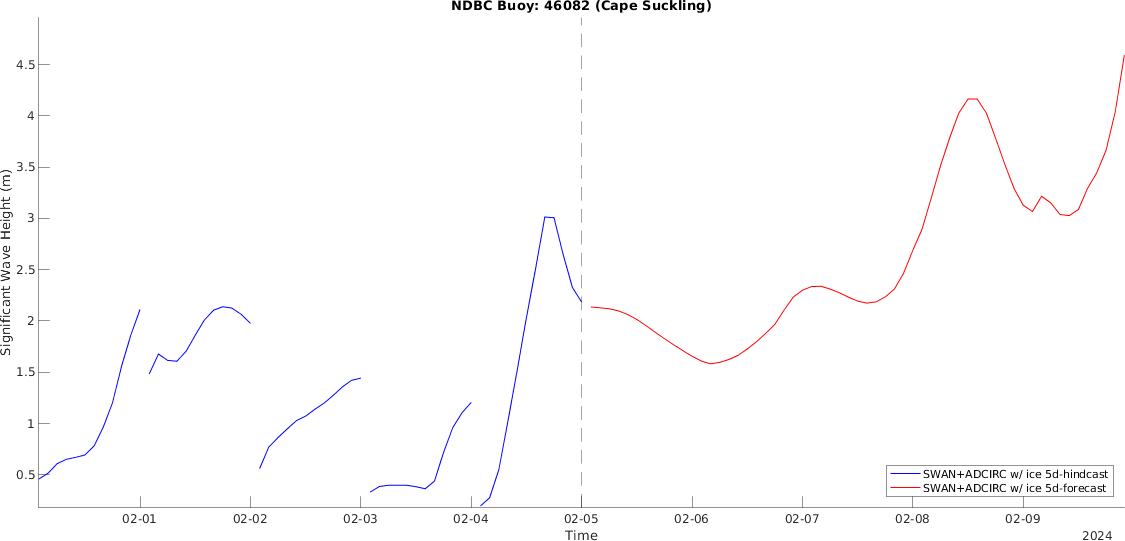 NDBC Buoy: 46082 (Cape Suckling)
Significant Wave Height (m)
4.5
4
3.5
3
2.5
2
1.5
1
0.5
SWAN+ADCIRC w/ ice 5d-hindcast
SWAN+ADCIRC w/ ice 5d-forecast
02-01 02-02 02-03 02-04 02-05 02-06 02-07 02-08 02-09
Time
2024